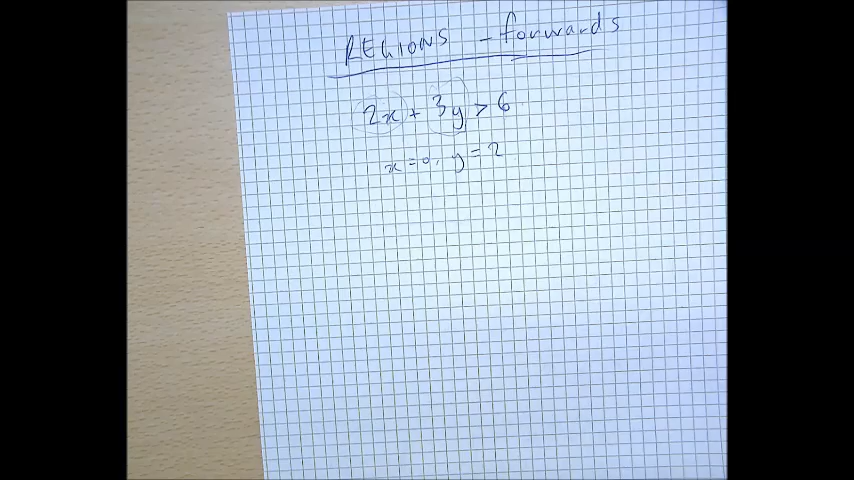 REGIONS - forwards
2x + 3y > 6
x = 0, y = 2